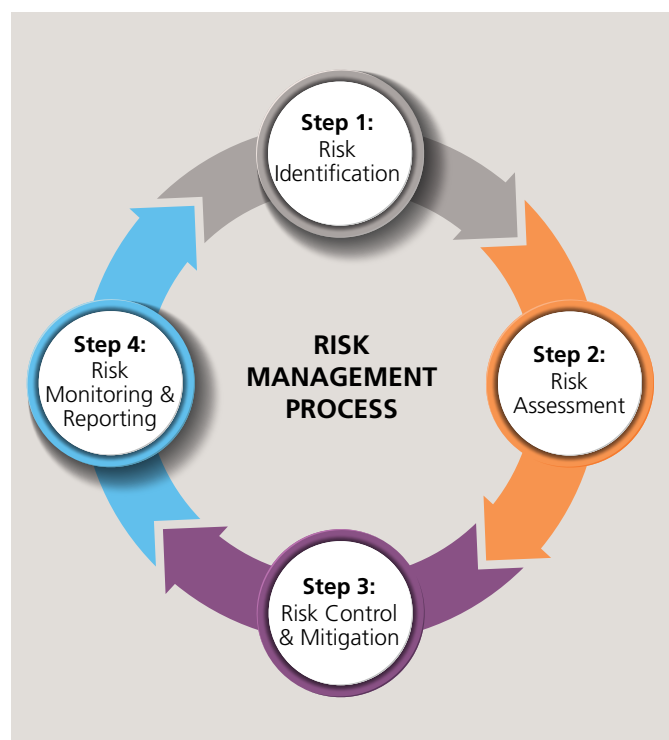 Step 1:
Risk
Identification
Step 2:
Risk
Assessment
Step 3:
Risk Control
& Mitigation
Step 4:
Risk
Monitoring &
Reporting
RISK
MANAGEMENT
PROCESS